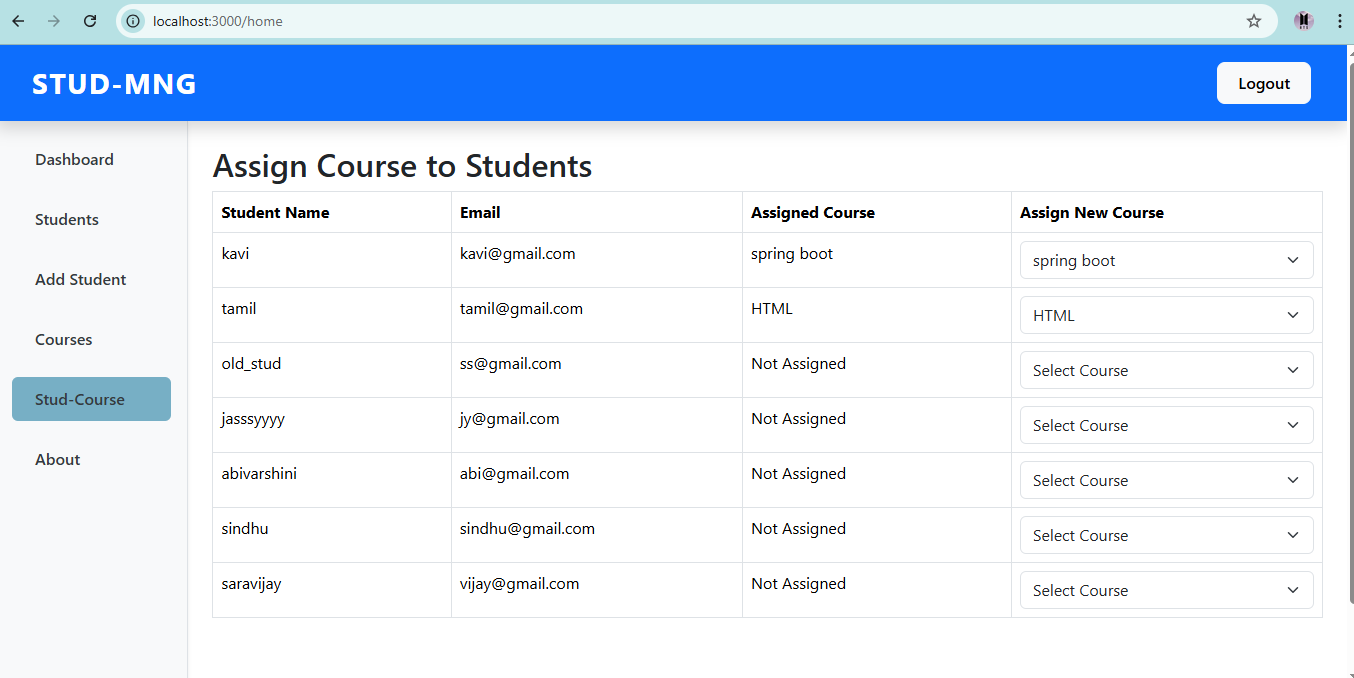 localhost:3000/home
STUD-MNG
Logout
Dashboard
Students
Add Student
Courses
Stud-Course
About
Assign Course to Students
Student Name Email Assigned Course Assign New Course
kavi kavi@gmail.com spring boot spring boot
tamil tamil@gmail.com HTML HTML
old_stud ss@gmail.com Not Assigned Select Course
jasssyyyy jy@gmail.com Not Assigned Select Course
abivarshini abi@gmail.com Not Assigned Select Course
sindhu sindhu@gmail.com Not Assigned Select Course
saravijay vijay@gmail.com Not Assigned Select Course